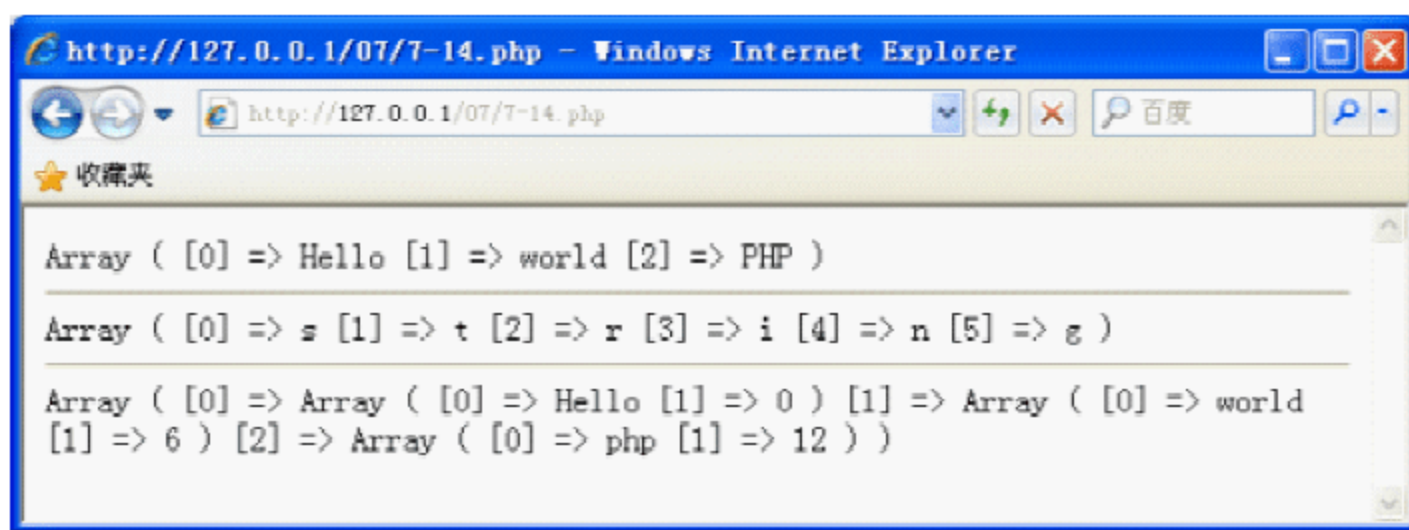 http://127.0.0.1/07/7-14.php - Windows Internet Explorer
http://127.0.0.1/07/7-14.php
百度
收藏夹
Array ( [0] => Hello [1] => world [2] => PHP )
Array ( [0] => s [1] => t [2] => r [3] => i [4] => n [5] => g )
Array ( [0] => Array ( [0] => Hello [1] => 0 ) [1] => Array ( [0] => world
[1] => 6 ) [2] => Array ( [0] => php [1] => 12 ) )